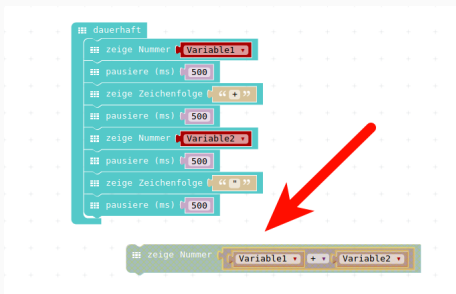 dauerhaft
zeige Nummer Variable1
pausiere (ms) 500
zeige Zeichenfolge “ + ”
pausiere (ms) 500
zeige Nummer Variable2
pausiere (ms) 500
zeige Zeichenfolge “ " ”
pausiere (ms) 500
zeige Nummer Variable1 + Variable2